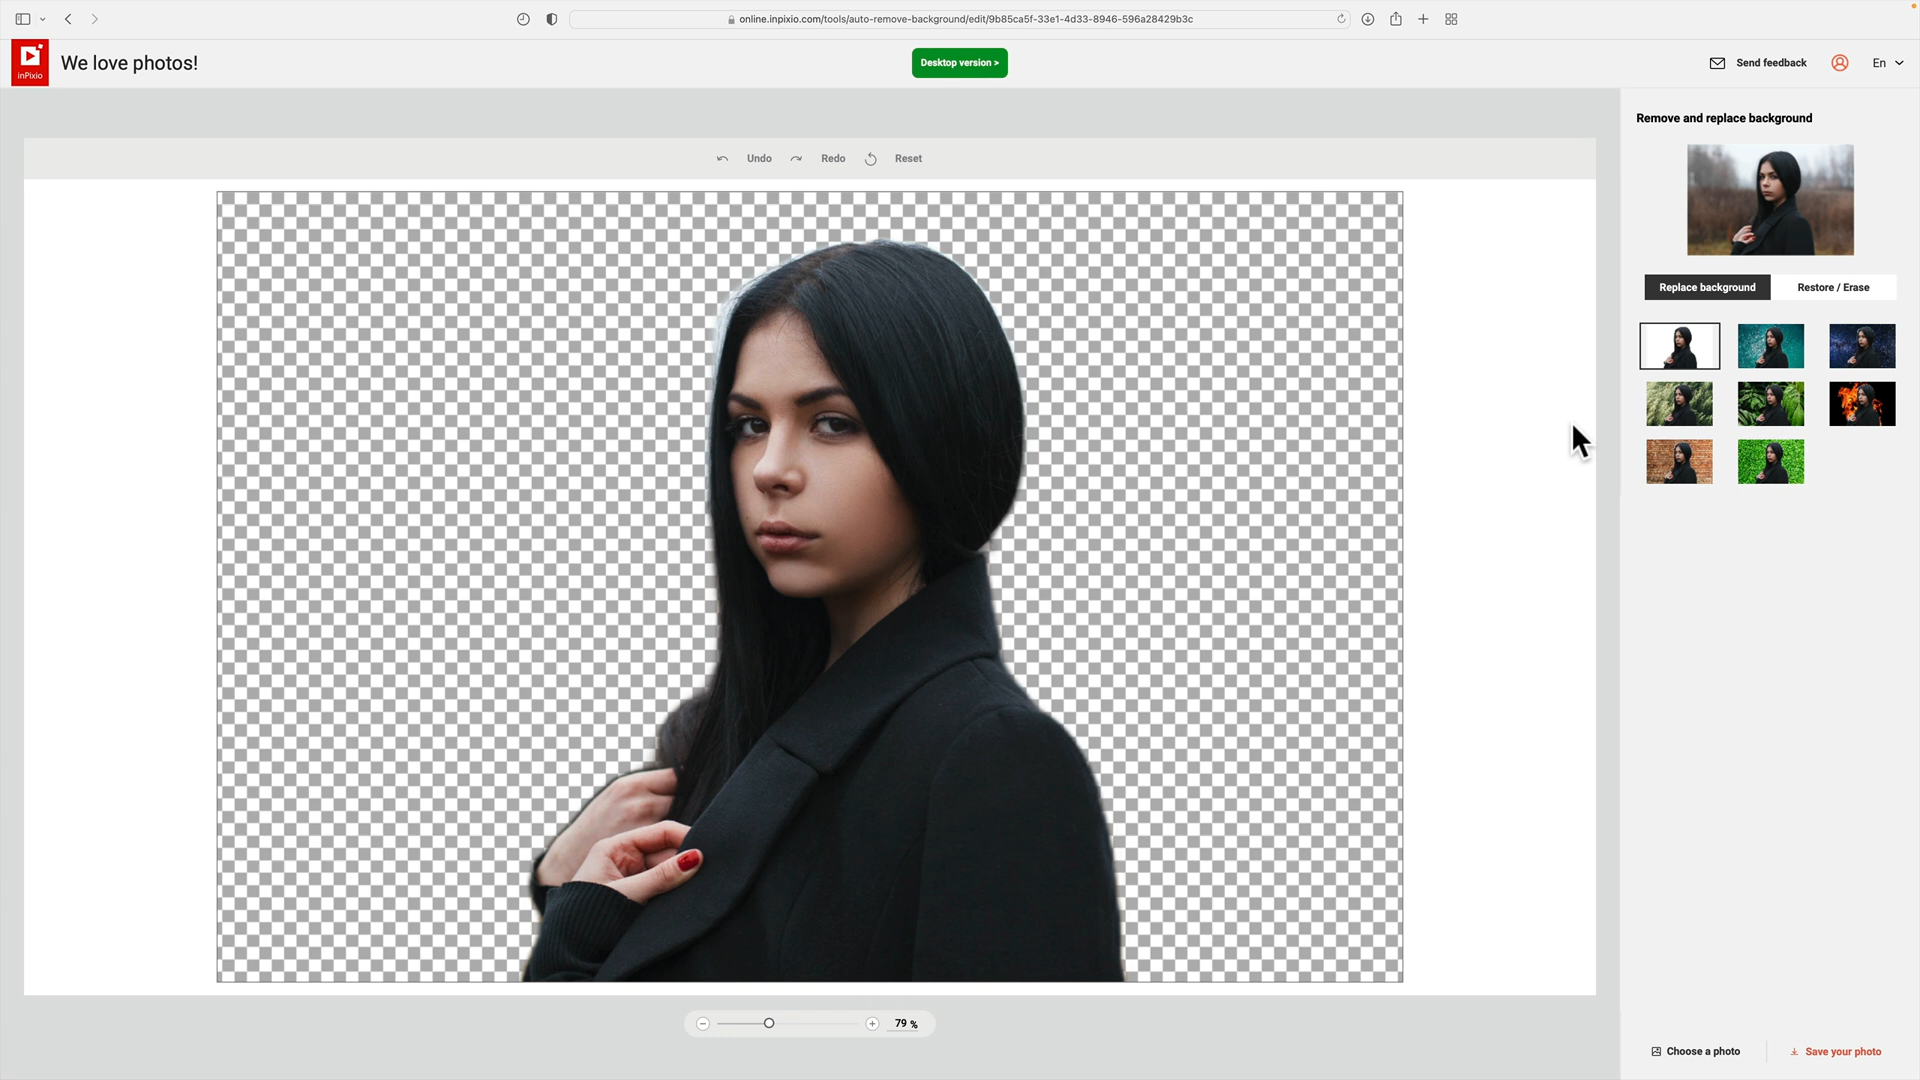 online.inpixio.com/tools/auto-remove-background/edit/9b85ca5f-33e1-4d33-8946-596a28429b3c
inPixio
We love photos!
Desktop version >
Send feedback
En
Remove and replace background
Undo
Redo
Reset
Replace background
Restore / Erase
79 %
Choose a photo
Save your photo